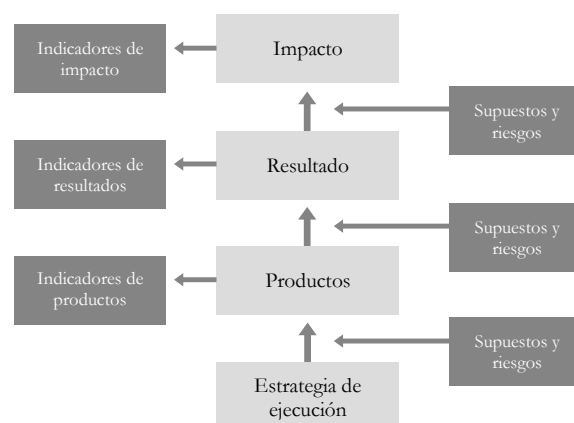 Indicadores de
impacto
Impacto
Supuestos y
riesgos
Indicadores de
resultados
Resultado
Supuestos y
riesgos
Indicadores de
productos
Productos
Supuestos y
riesgos
Estrategia de
ejecución